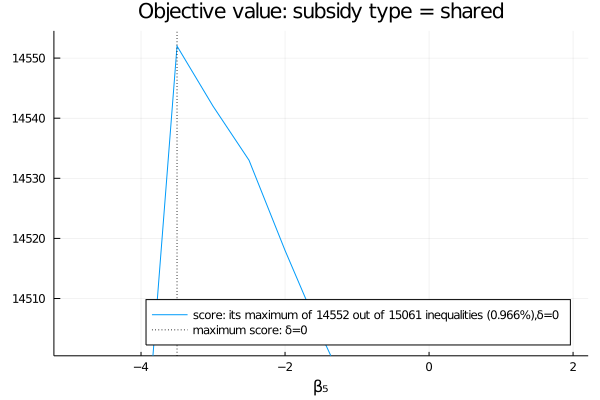 Objective value: subsidy type = shared
14550
14540
14530
14520
14510
score: its maximum of 14552 out of 15061 inequalities (0.966%),δ=0
maximum score: δ=0
−4
−2
0
2
β₅